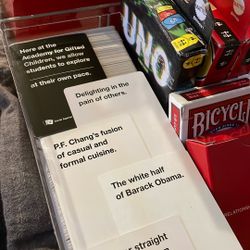 Here at the
Academy for Gifted
Children, we allow
students to explore
at their own pace.
Delighting in the
pain of others.
P.F. Chang's fusion
of casual and
formal cuisine.
The white half
of Barack Obama.
straight
UNO
BICYCLE